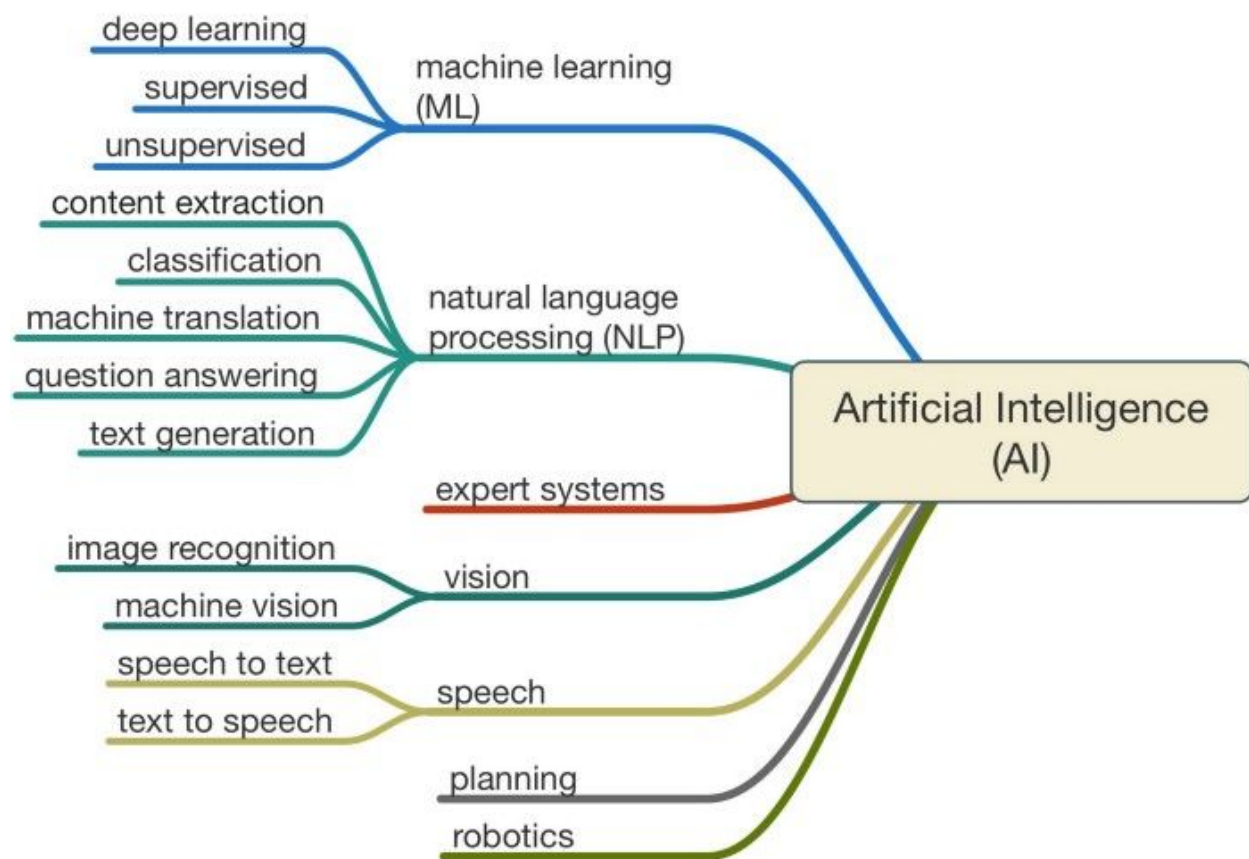 deep learning
supervised
unsupervised
machine learning
(ML)
content extraction
classification
machine translation
question answering
text generation
natural language
processing (NLP)
expert systems
image recognition
machine vision
vision
speech to text
text to speech
speech
planning
robotics
Artificial Intelligence
(AI)